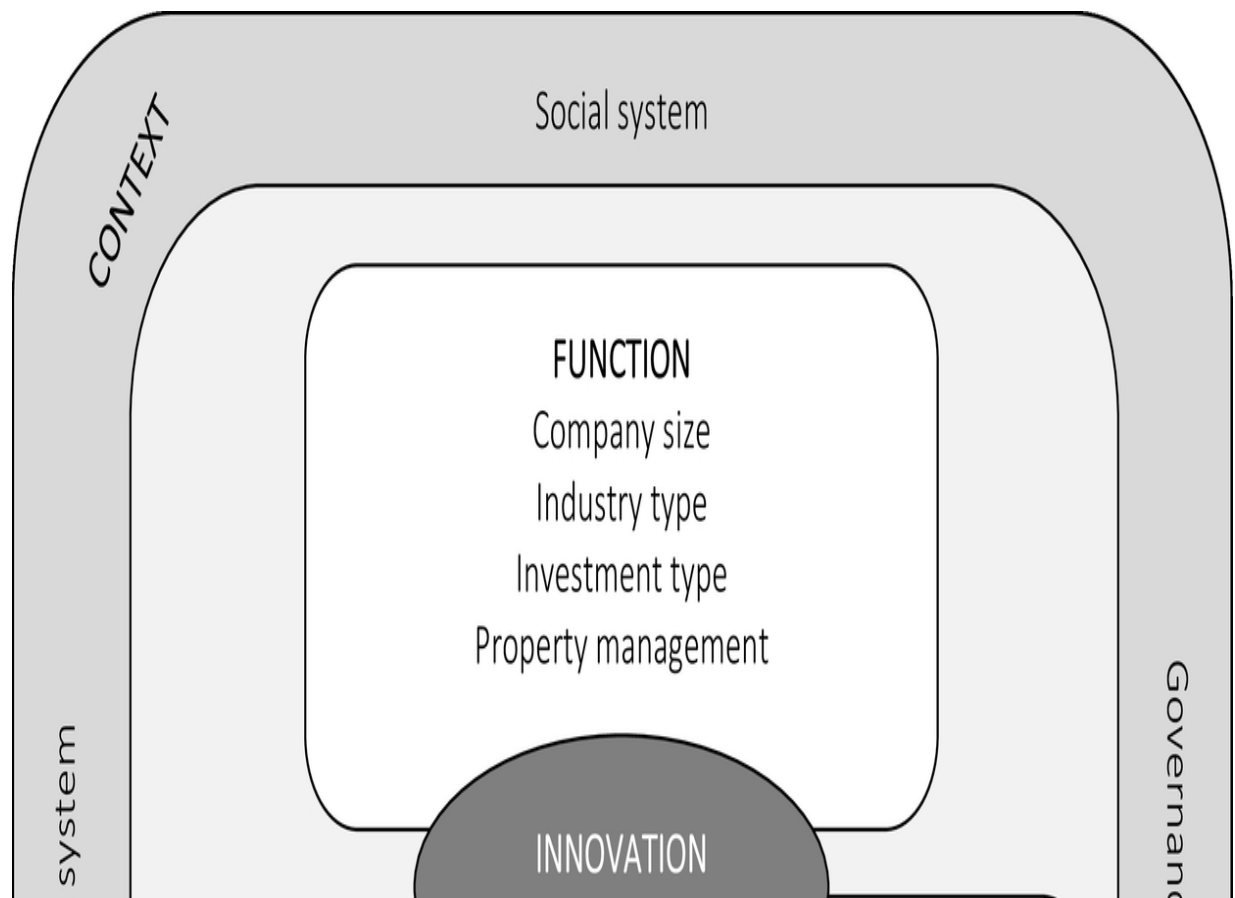 Social system
CONTEXT
FUNCTION
Company size
Industry type
Investment type
Property management
system
INNOVATION